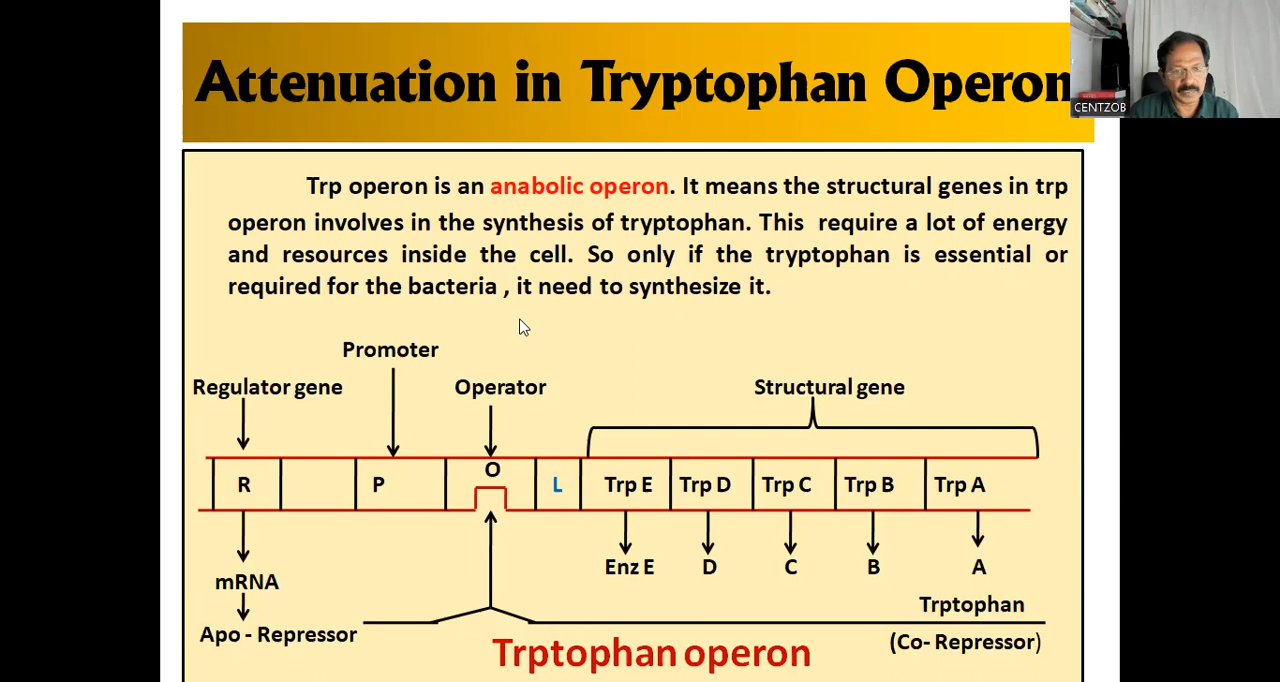 Attenuation in Tryptophan Operon
CENTZOB
Trp operon is an anabolic operon. It means the structural genes in trp
operon involves in the synthesis of tryptophan. This require a lot of energy
and resources inside the cell. So only if the tryptophan is essential or
required for the bacteria , it need to synthesize it.
Promoter
Regulator gene Operator Structural gene
R P O L Trp E Trp D Trp C Trp B Trp A
mRNA Enz E D C B A
Apo - Repressor Trptophan
(Co- Repressor)
Trptophan operon